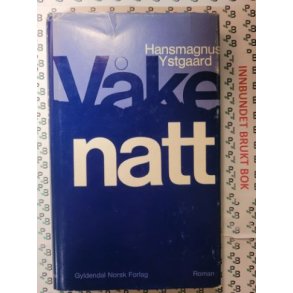 Hansmagnus
Ystgaard
Våke
natt
Gyldendal Norsk Forlag
Roman
INNBUNDET BRUKT BOK